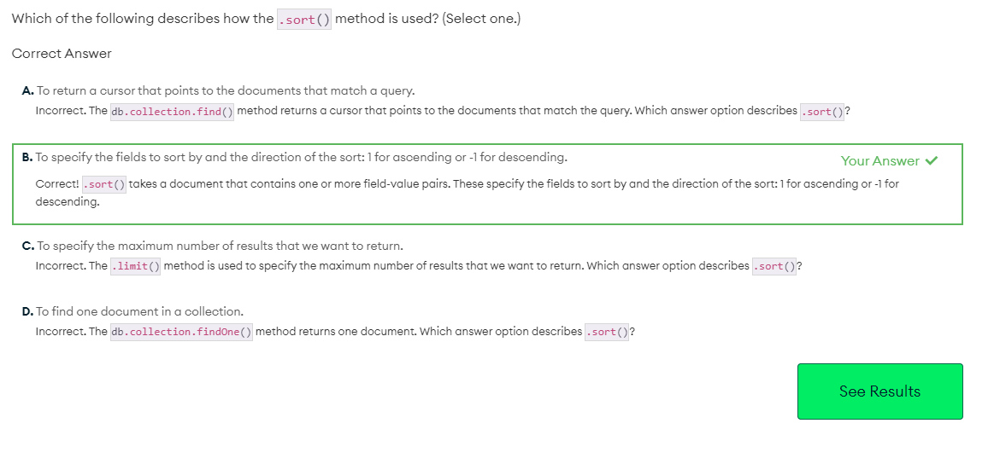 Which of the following describes how the .sort() method is used? (Select one.)
Correct Answer
A. To return a cursor that points to the documents that match a query.
Incorrect. The db.collection.find() method returns a cursor that points to the documents that match the query. Which answer option describes .sort()?
B. To specify the fields to sort by and the direction of the sort: 1 for ascending or -1 for descending.
Your Answer ✔
Correct! .sort() takes a document that contains one or more field-value pairs. These specify the fields to sort by and the direction of the sort: 1 for ascending or -1 for
descending.
C. To specify the maximum number of results that we want to return.
Incorrect. The .limit() method is used to specify the maximum number of results that we want to return. Which answer option describes .sort()?
D. To find one document in a collection.
Incorrect. The db.collection.findOne() method returns one document. Which answer option describes .sort()?
See Results